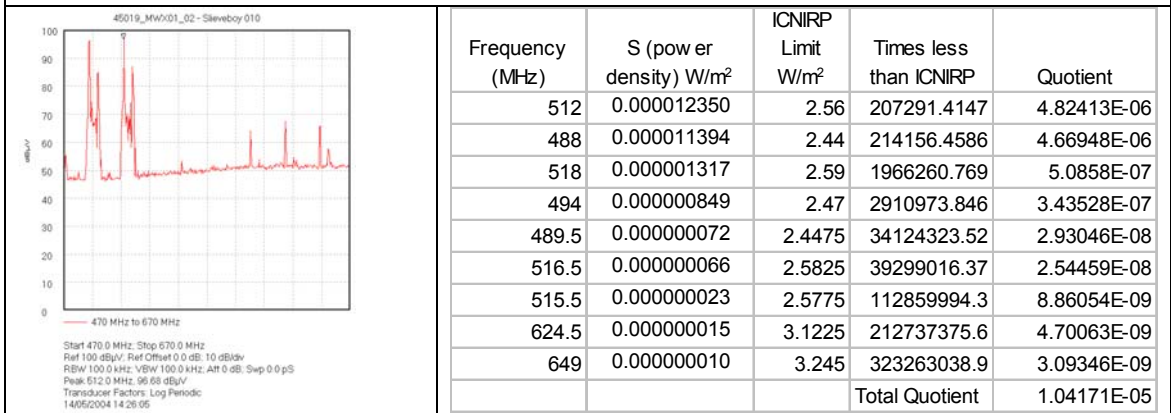 45019_MWX01_02 - Slieveboy 010
100
90
80
70
60
50
40
30
20
10
0
dBµV
470 MHz to 670 MHz
Start 470.0 MHz; Stop 670.0 MHz
Ref 100 dBµV; Ref Offset 0.0 dB; 10 dB/div
RBW 100.0 kHz; VBW 100.0 kHz; Att 0 dB; Swp 0.0 pS
Peak 512.0 MHz, 96.68 dBµV
Transducer Factors: Log Periodic
14/05/2004 14:26:05
Frequency (MHz) S (power density) W/m² ICNIRP Limit W/m² Times less than ICNIRP Quotient
512 0.000012350 2.56 207291.4147 4.82413E-06
488 0.000011394 2.44 214156.4586 4.66948E-06
518 0.000001317 2.59 1966260.769 5.0858E-07
494 0.000000849 2.47 2910973.846 3.43528E-07
489.5 0.000000072 2.4475 34124323.52 2.93046E-08
516.5 0.000000066 2.5825 39299016.37 2.54459E-08
515.5 0.000000023 2.5775 112859994.3 8.86054E-09
624.5 0.000000015 3.1225 212737375.6 4.70063E-09
649 0.000000010 3.245 323263038.9 3.09346E-09
Total Quotient 1.04171E-05